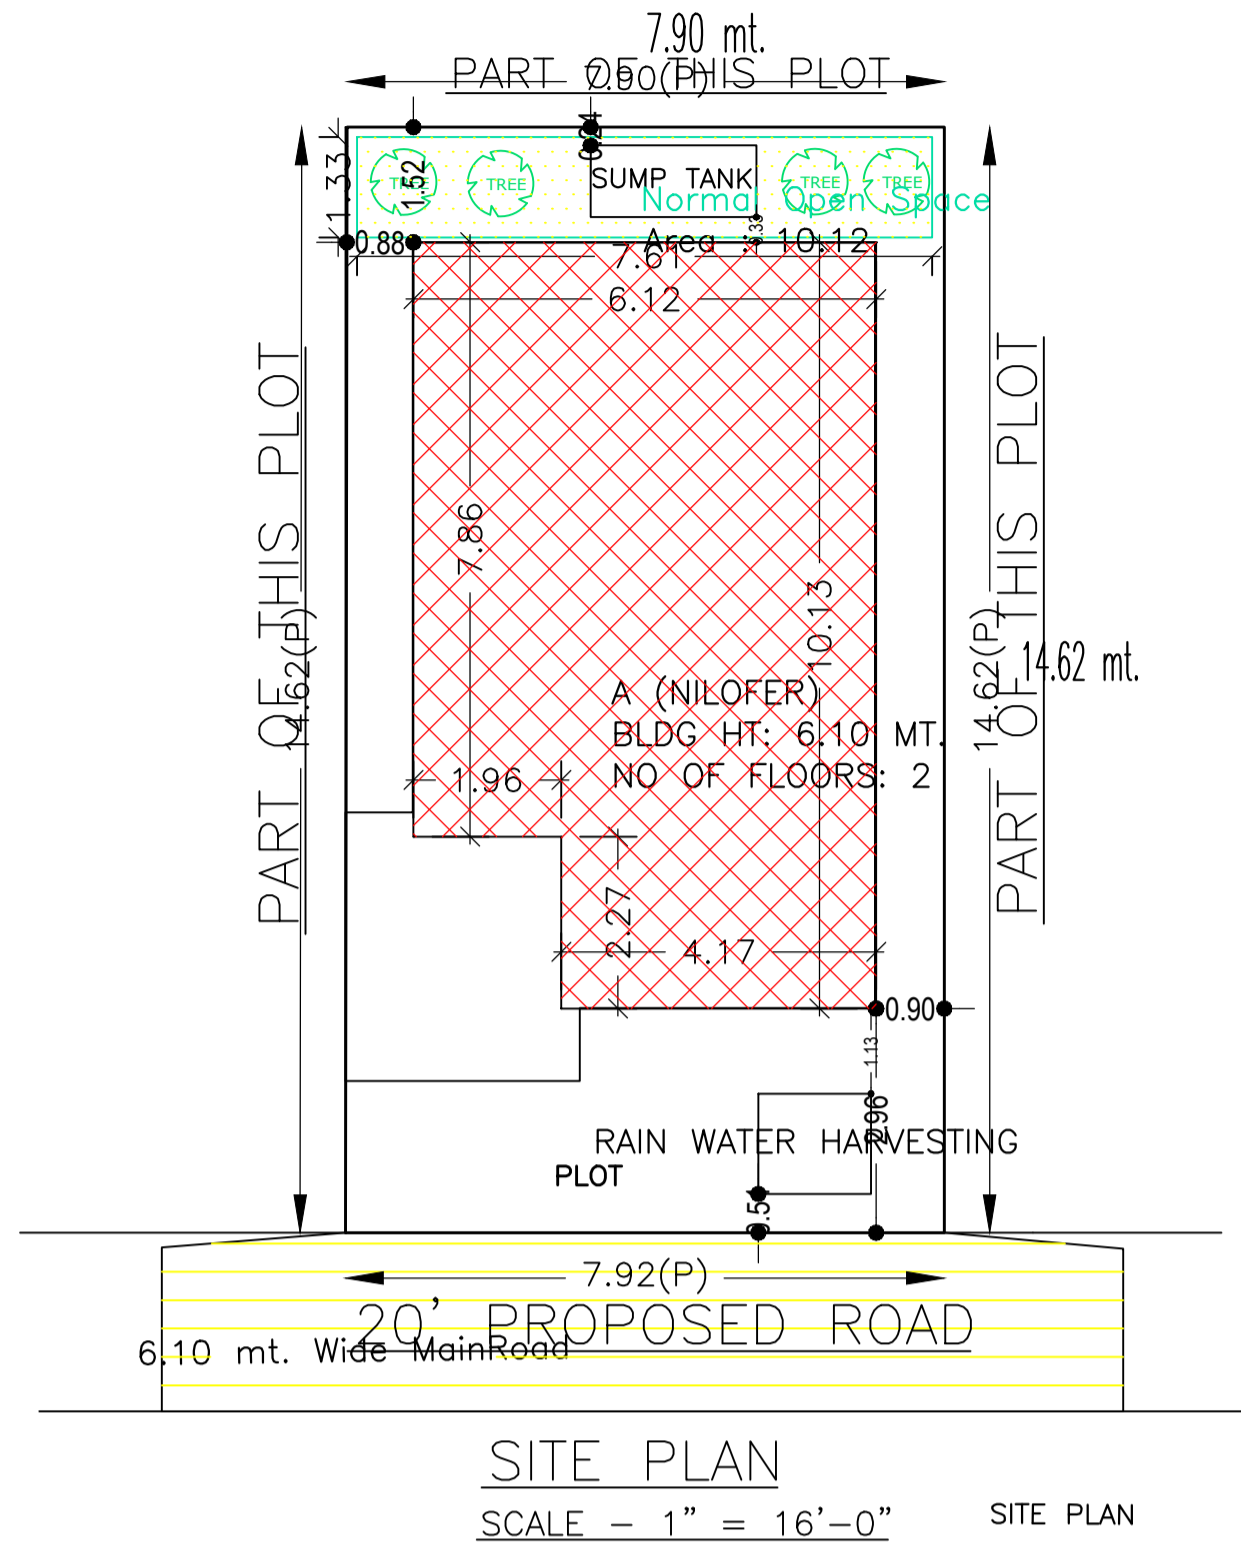 7.90 mt.
PART OF THIS PLOT
7.90(P)
0.24
1.33
1.52
TREE
TREE
SUMP TANK
TREE
TREE
Normal Open Space
Area : 10.12
0.88
7.61
6.12
PART OF THIS PLOT
14.62(P)
7.86
10.13
PART OF THIS PLOT
14.62(P)
14.62 mt.
A (NILOFER)
BLDG HT: 6.10 MT.
NO OF FLOORS: 2
1.96
2.27
4.17
0.90
1.13
2.96
RAIN WATER HARVESTING
PLOT
0.51
7.92(P)
20' PROPOSED ROAD
6.10 mt. Wide MainRoad
SITE PLAN
SCALE - 1" = 16'-0"
SITE PLAN